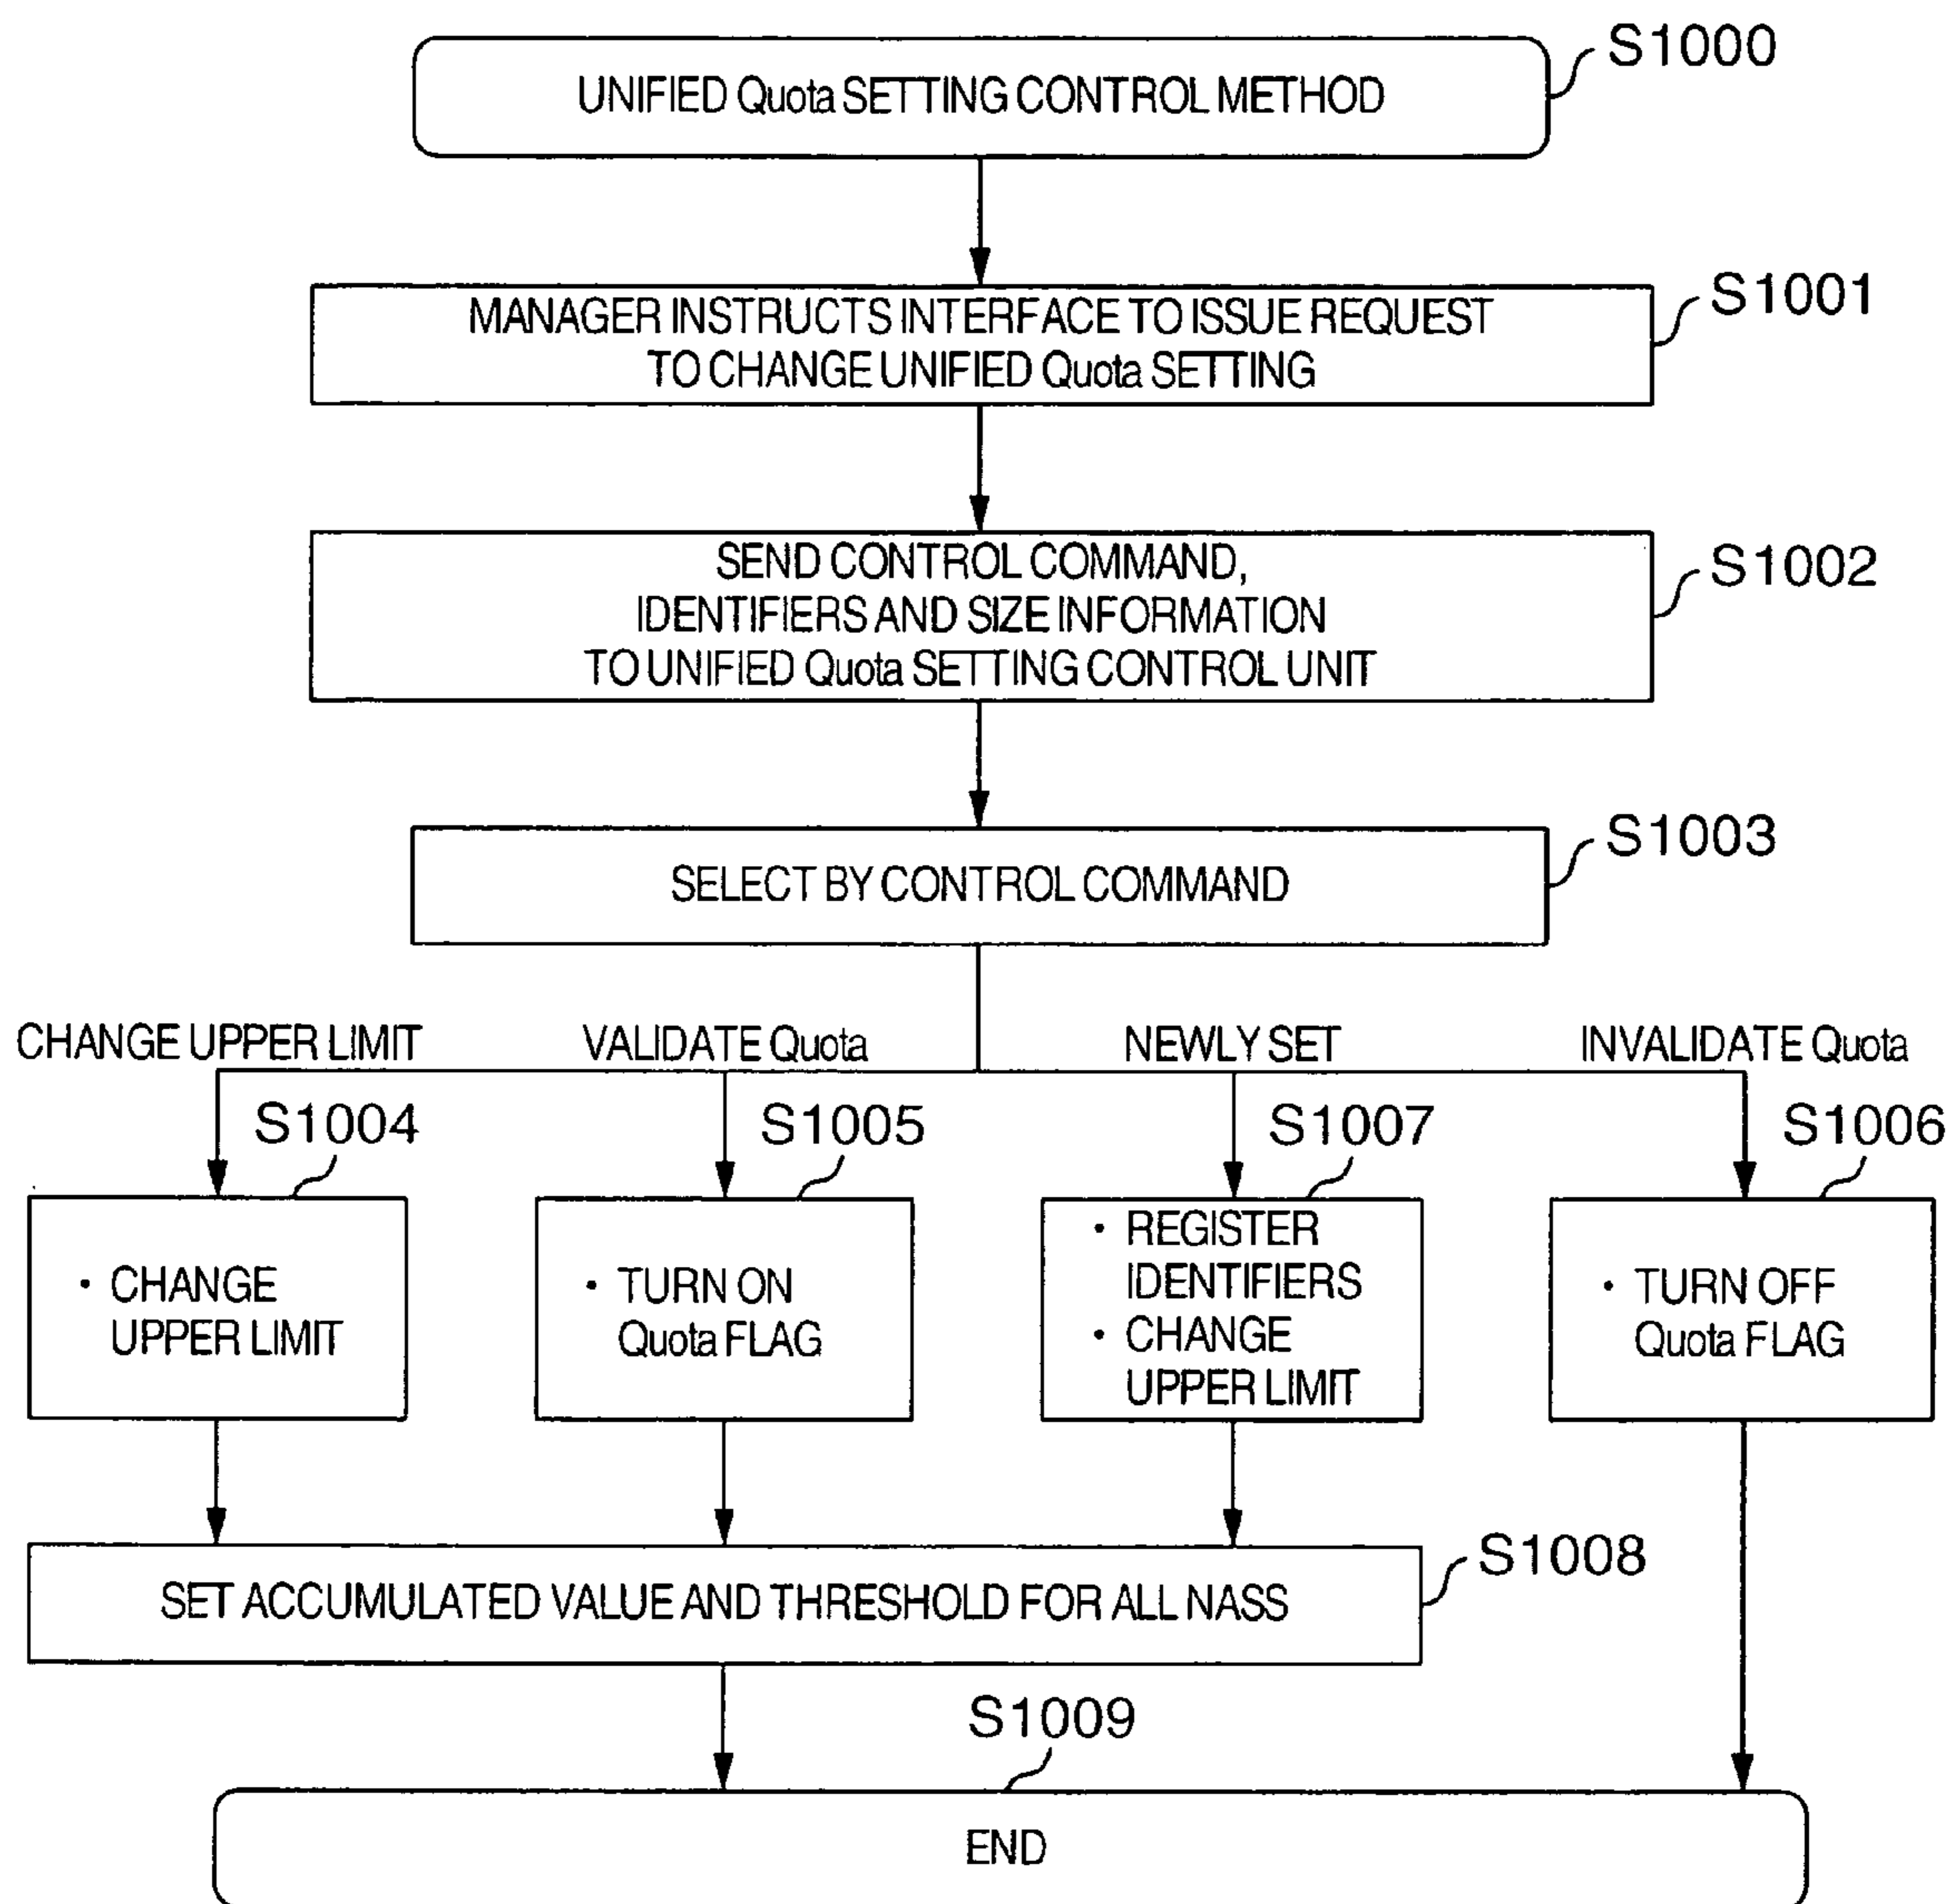 S1000
UNIFIED Quota SETTING CONTROL METHOD
S1001
MANAGER INSTRUCTS INTERFACE TO ISSUE REQUEST
TO CHANGE UNIFIED Quota SETTING
S1002
SEND CONTROL COMMAND,
IDENTIFIERS AND SIZE INFORMATION
TO UNIFIED Quota SETTING CONTROL UNIT
S1003
SELECT BY CONTROL COMMAND
CHANGE UPPER LIMIT
VALIDATE Quota
NEWLY SET
INVALIDATE Quota
S1004
• CHANGE
UPPER LIMIT
S1005
• TURN ON
Quota FLAG
S1007
• REGISTER
IDENTIFIERS
• CHANGE
UPPER LIMIT
S1006
• TURN OFF
Quota FLAG
S1008
SET ACCUMULATED VALUE AND THRESHOLD FOR ALL NASS
S1009
END